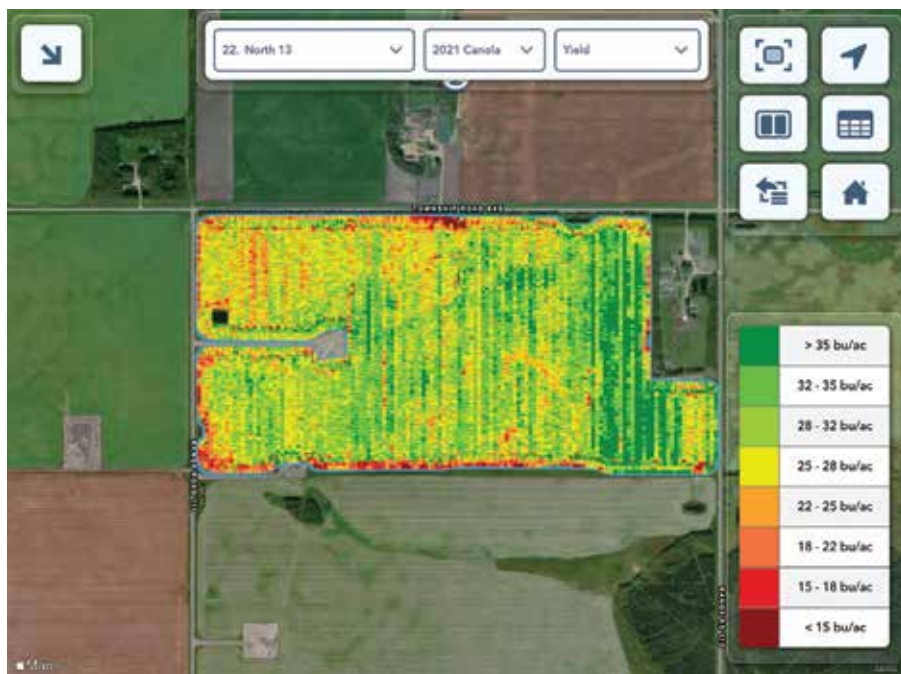 22. North 13
2021 Canola
Yield
> 35 bu/ac
32 - 35 bu/ac
28 - 32 bu/ac
25 - 28 bu/ac
22 - 25 bu/ac
18 - 22 bu/ac
15 - 18 bu/ac
< 15 bu/ac
Maps